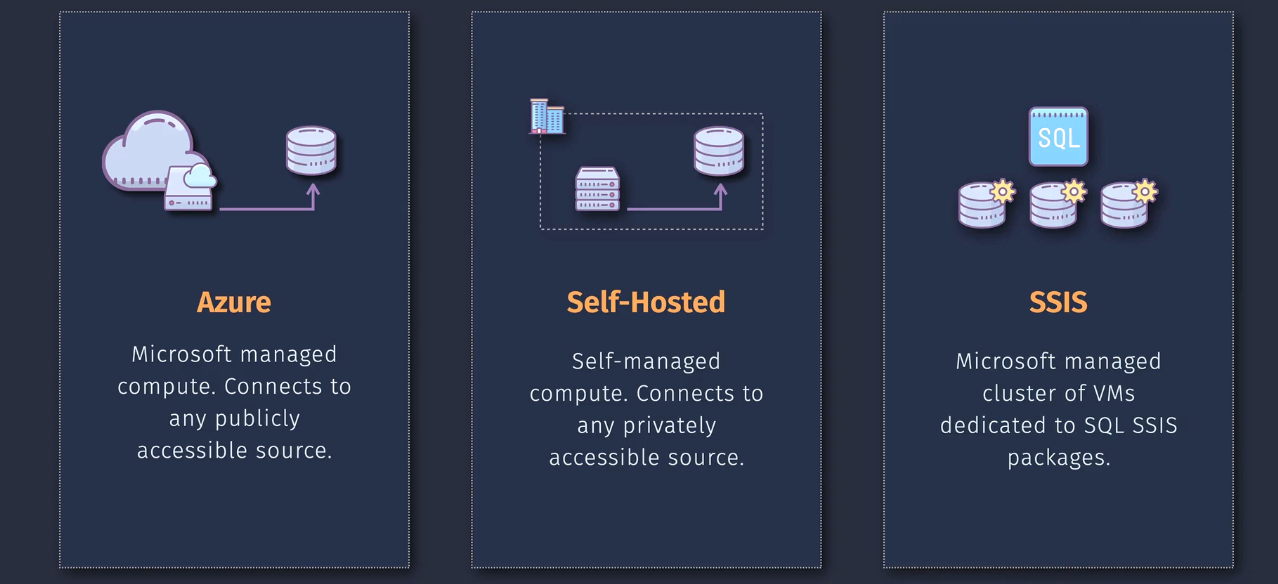 SQL
Azure
Microsoft managed
compute. Connects to
any publicly
accessible source.
Self-Hosted
Self-managed
compute. Connects to
any privately
accessible source.
SSIS
Microsoft managed
cluster of VMs
dedicated to SQL SSIS
packages.